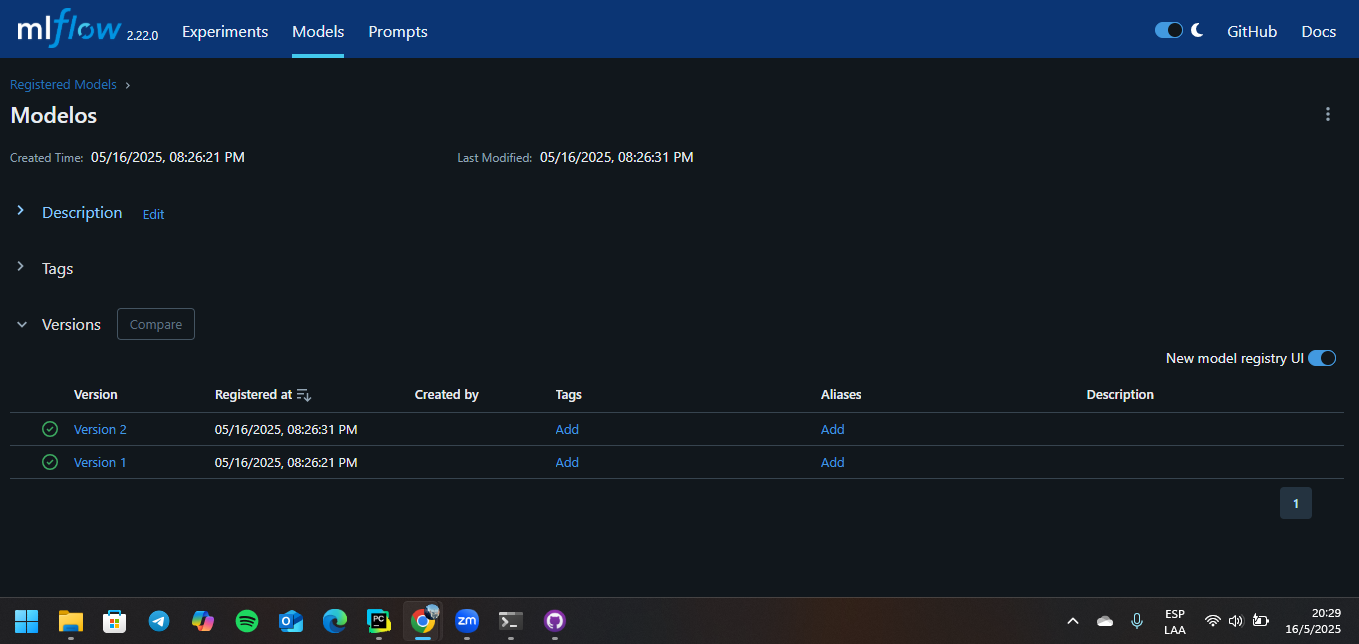 mlflow 2.22.0 Experiments Models Prompts GitHub Docs
Registered Models
Modelos
Created Time: 05/16/2025, 08:26:21 PM Last Modified: 05/16/2025, 08:26:31 PM
Description Edit
Tags
Versions Compare
New model registry UI
Version Registered at Created by Tags Aliases Description
Version 2 05/16/2025, 08:26:31 PM Add Add
Version 1 05/16/2025, 08:26:21 PM Add Add
1
PC zm ESP 20:29
LAA 16/5/2025